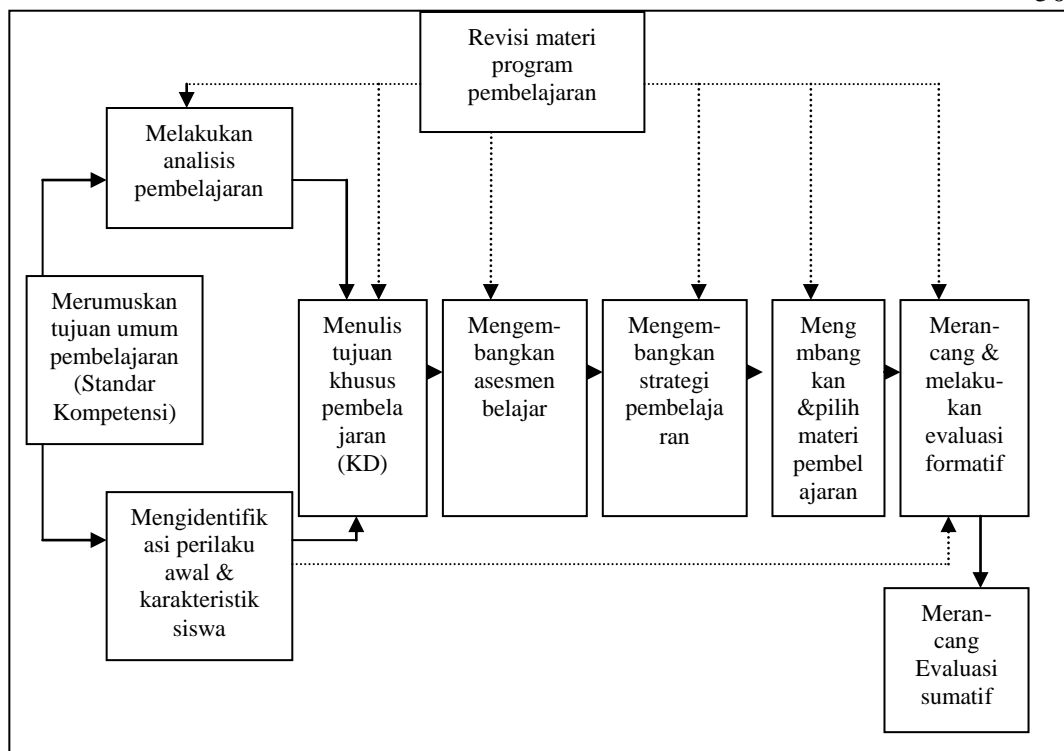 Revisi materi
program
pembelajaran
Melakukan
analisis
pembelajaran
Merumuskan
tujuan umum
pembelajaran
(Standar
Kompetensi)
Menulis
tujuan
khusus
pembela
jaran
(KD)
Mengem-
bangkan
asesmen
belajar
Mengem-
bangkan
strategi
pembelaja
ran
Meng
mbang
kan
&pilih
materi
pembel
ajaran
Meran-
cang &
melaku-
kan
evaluasi
formatif
Mengidentifik
asi perilaku
awal &
karakteristik
siswa
Meran-
cang
Evaluasi
sumatif